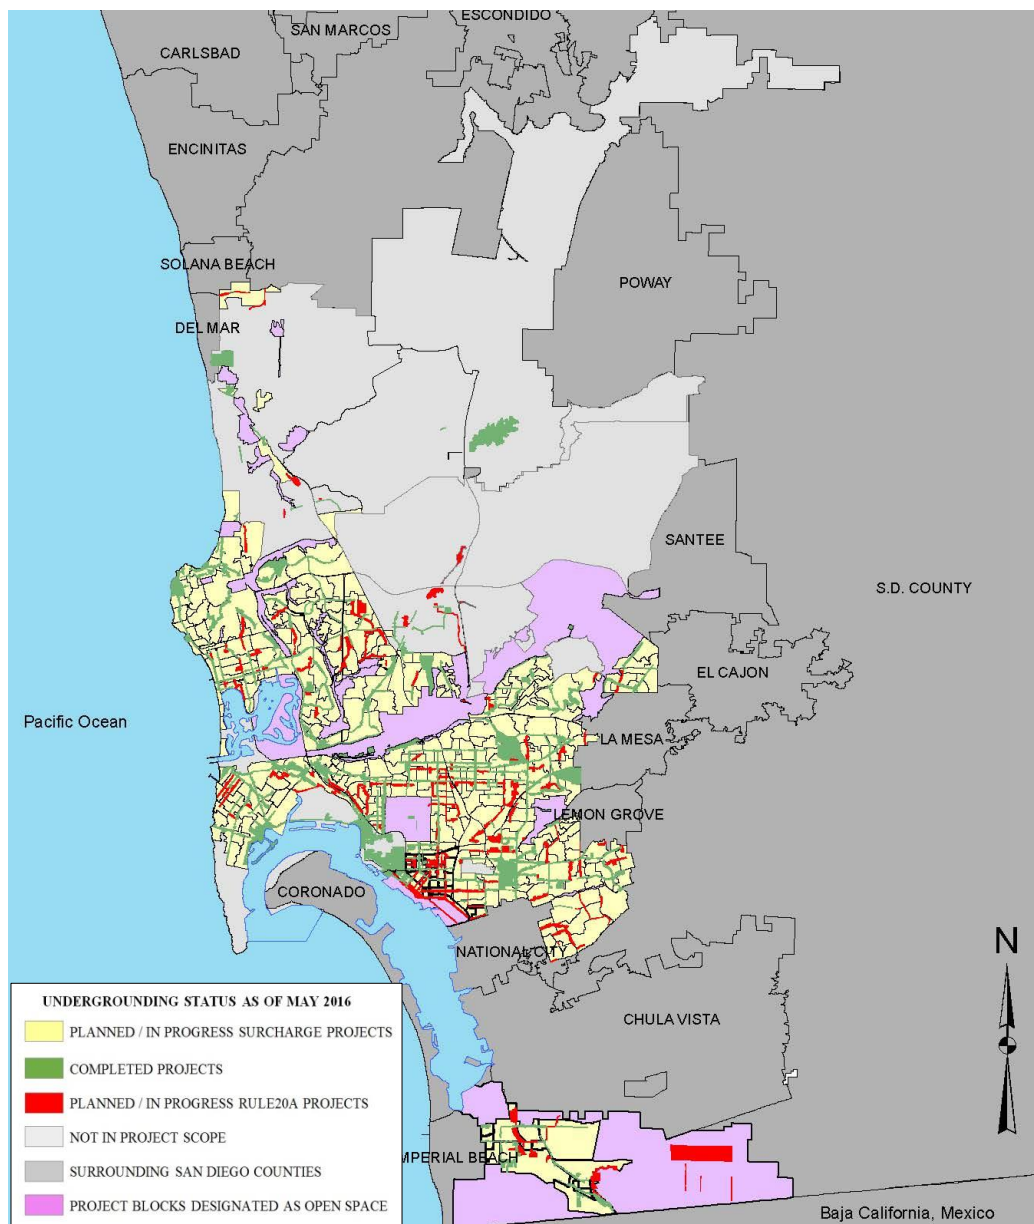 ESCONDIDO
SAN MARCOS
CARLSBAD
ENCINITAS
SOLANA BEACH
POWAY
DEL MAR
SANTEE
S.D. COUNTY
EL CAJON
Pacific Ocean
LA MESA
LEMON GROVE
CORONADO
NATIONAL CITY
N
CHULA VISTA
UNDERGROUNDING STATUS AS OF MAY 2016
PLANNED / IN PROGRESS SURCHARGE PROJECTS
COMPLETED PROJECTS
PLANNED / IN PROGRESS RULE20A PROJECTS
NOT IN PROJECT SCOPE
SURROUNDING SAN DIEGO COUNTIES
PROJECT BLOCKS DESIGNATED AS OPEN SPACE
MPERIAL BEACH
Baja California, Mexico